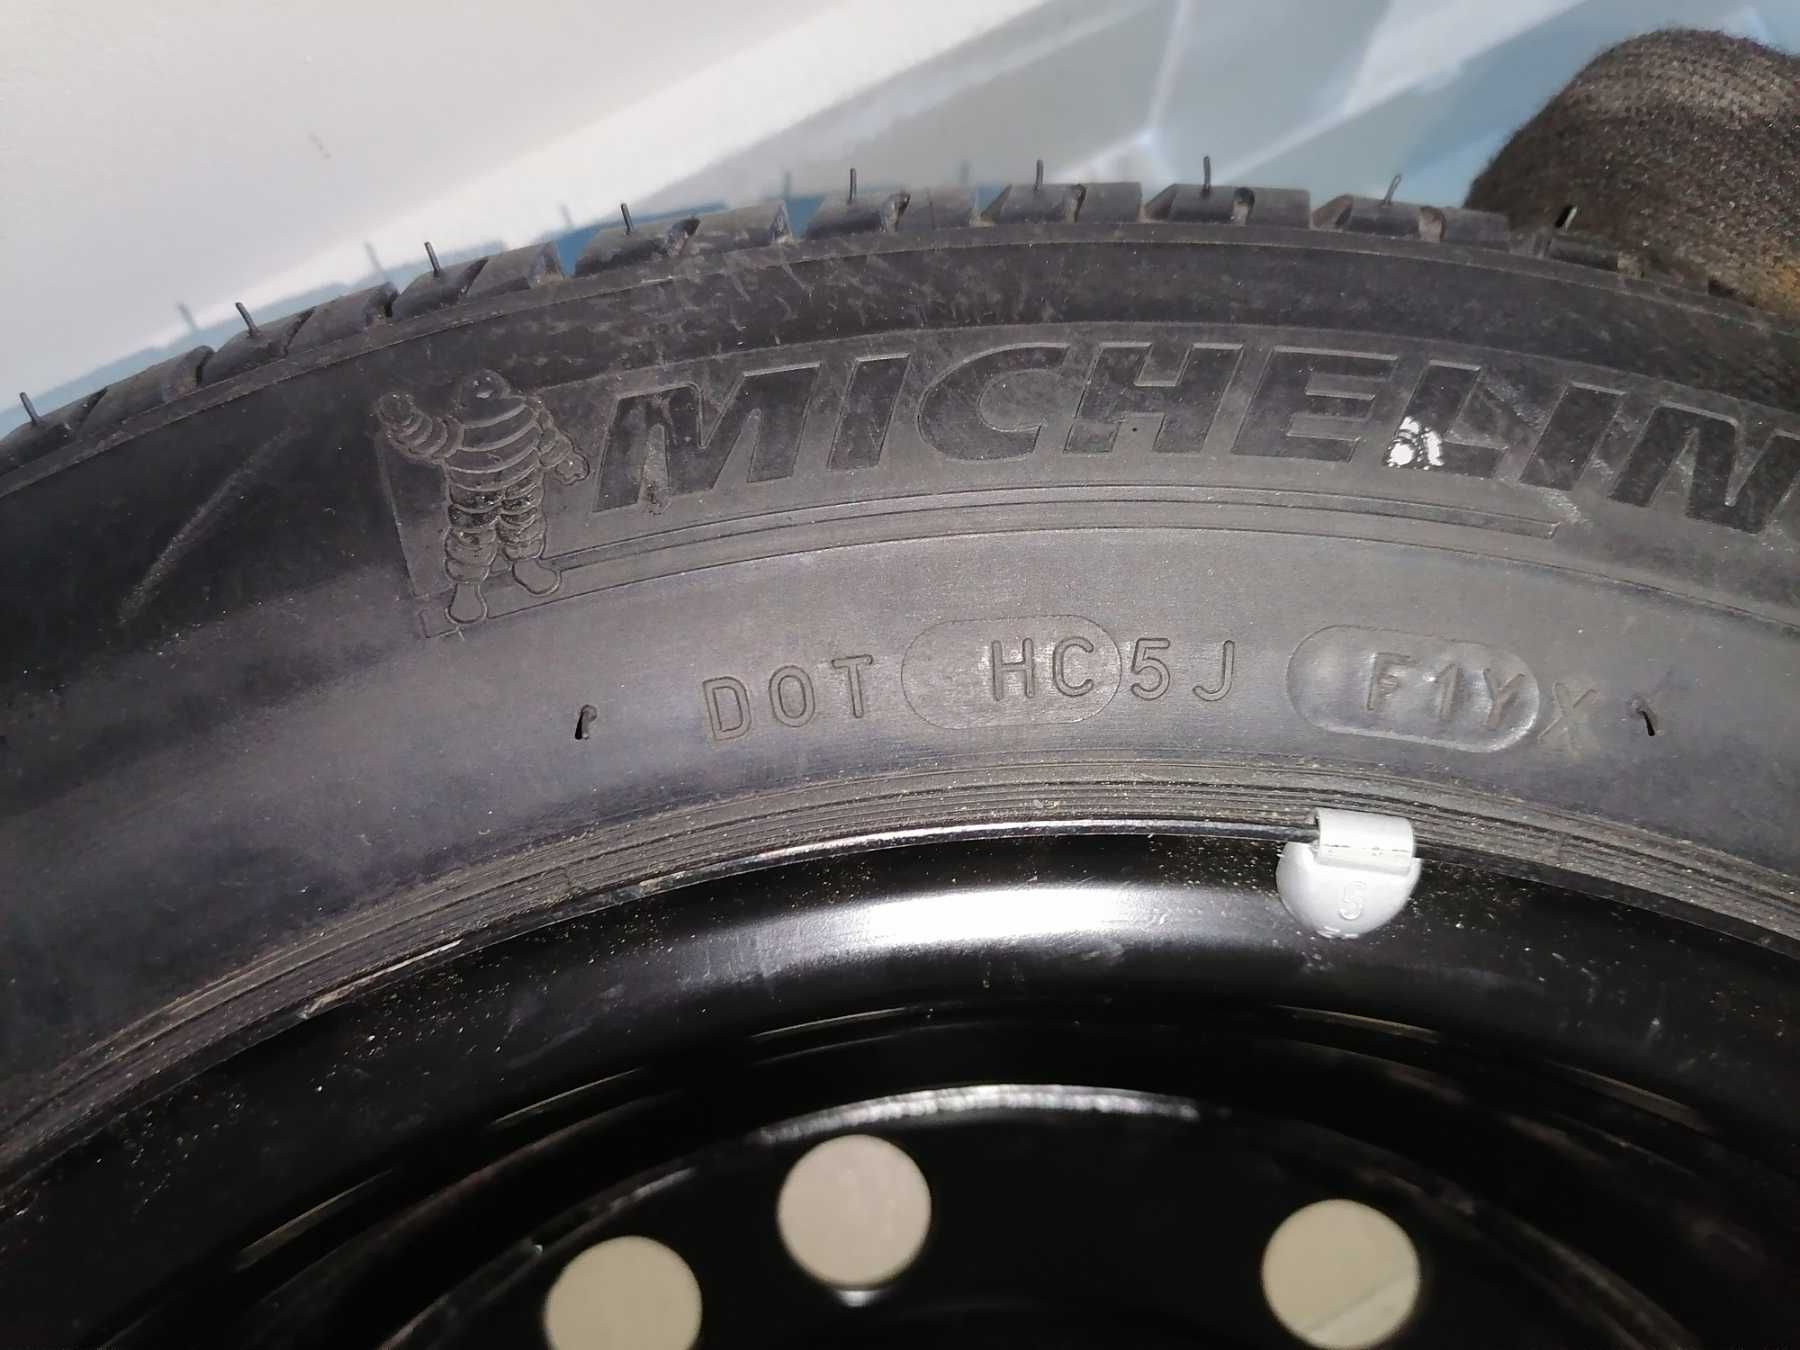 MICHELIN
DOT HC5J F1YX
5